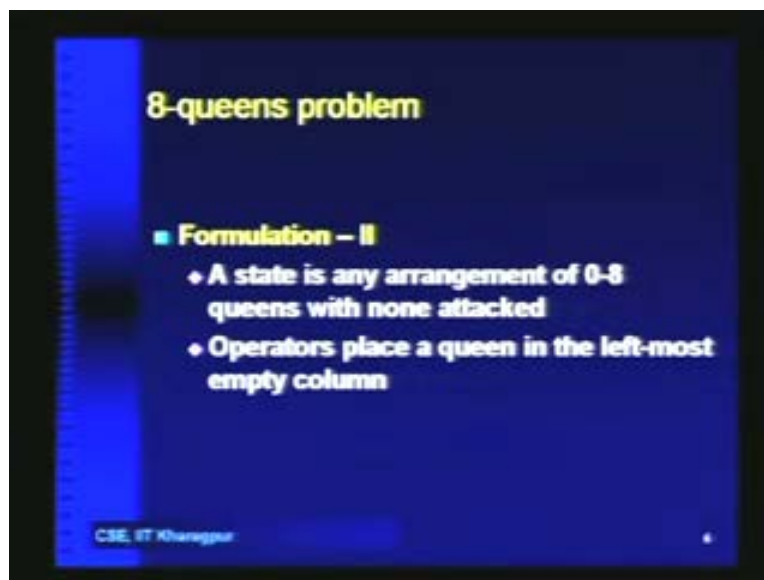 8-queens problem
Formulation – II
A state is any arrangement of 0-8
queens with none attacked
Operators place a queen in the left-most
empty column
CSE, IIT Kharagpur
6